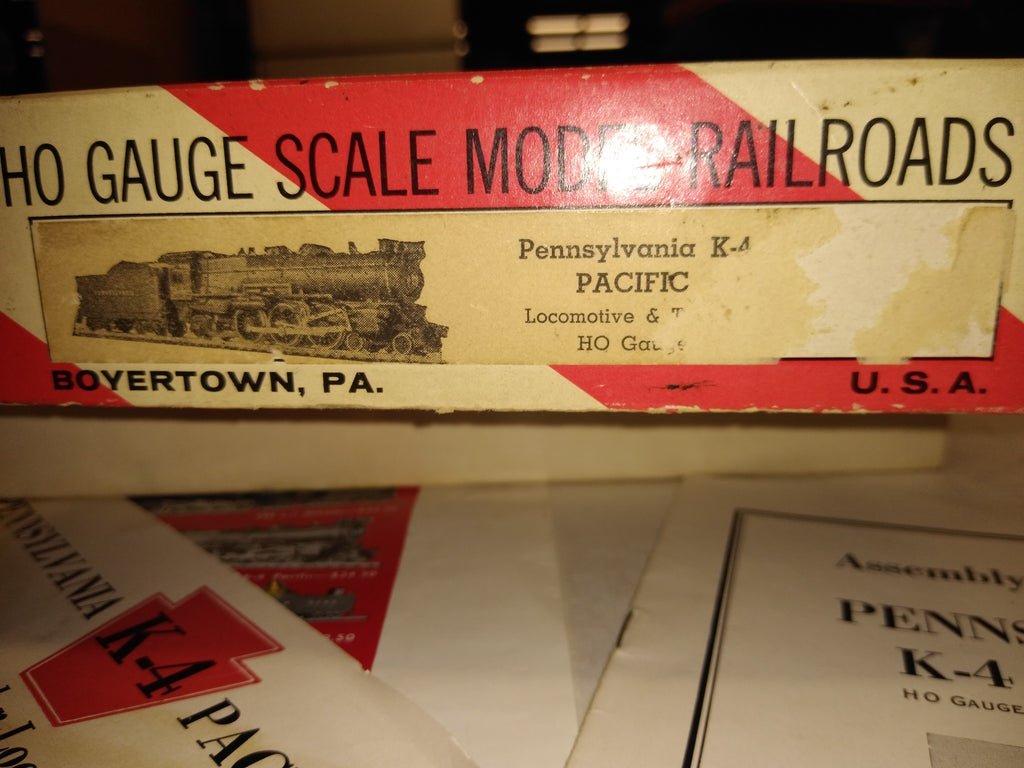 HO GAUGE SCALE MODEL RAILROADS
Pennsylvania K-4
PACIFIC
Locomotive &
HO Gauge
BOYERTOWN, PA. U. S. A.
PENNSYLVANIA
K-4
PAC
Assembly
PENNS
K-4
HO GAUGE